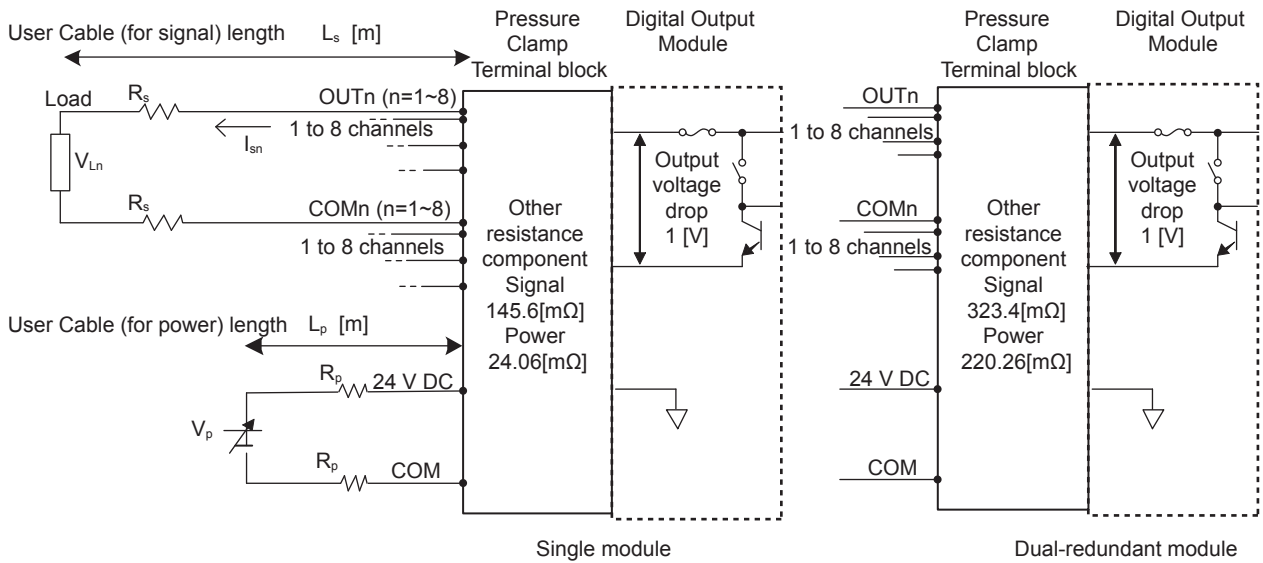 User Cable (for signal) length Lₛ [m]
Pressure
Clamp
Terminal block
Digital Output
Module
Load
Rₛ
OUTn (n=1~8)
Iₛₙ
1 to 8 channels
V_Ln
Rₛ
COMn (n=1~8)
1 to 8 channels
Other
resistance
component
Signal
145.6[mΩ]
Power
24.06[mΩ]
Output
voltage
drop
1 [V]
User Cable (for power) length Lₚ [m]
Rₚ
24 V DC
Vₚ
Rₚ
COM
Single module
Pressure
Clamp
Terminal block
Digital Output
Module
OUTn
1 to 8 channels
COMn
1 to 8 channels
Other
resistance
component
Signal
323.4[mΩ]
Power
220.26[mΩ]
Output
voltage
drop
1 [V]
24 V DC
COM
Dual-redundant module